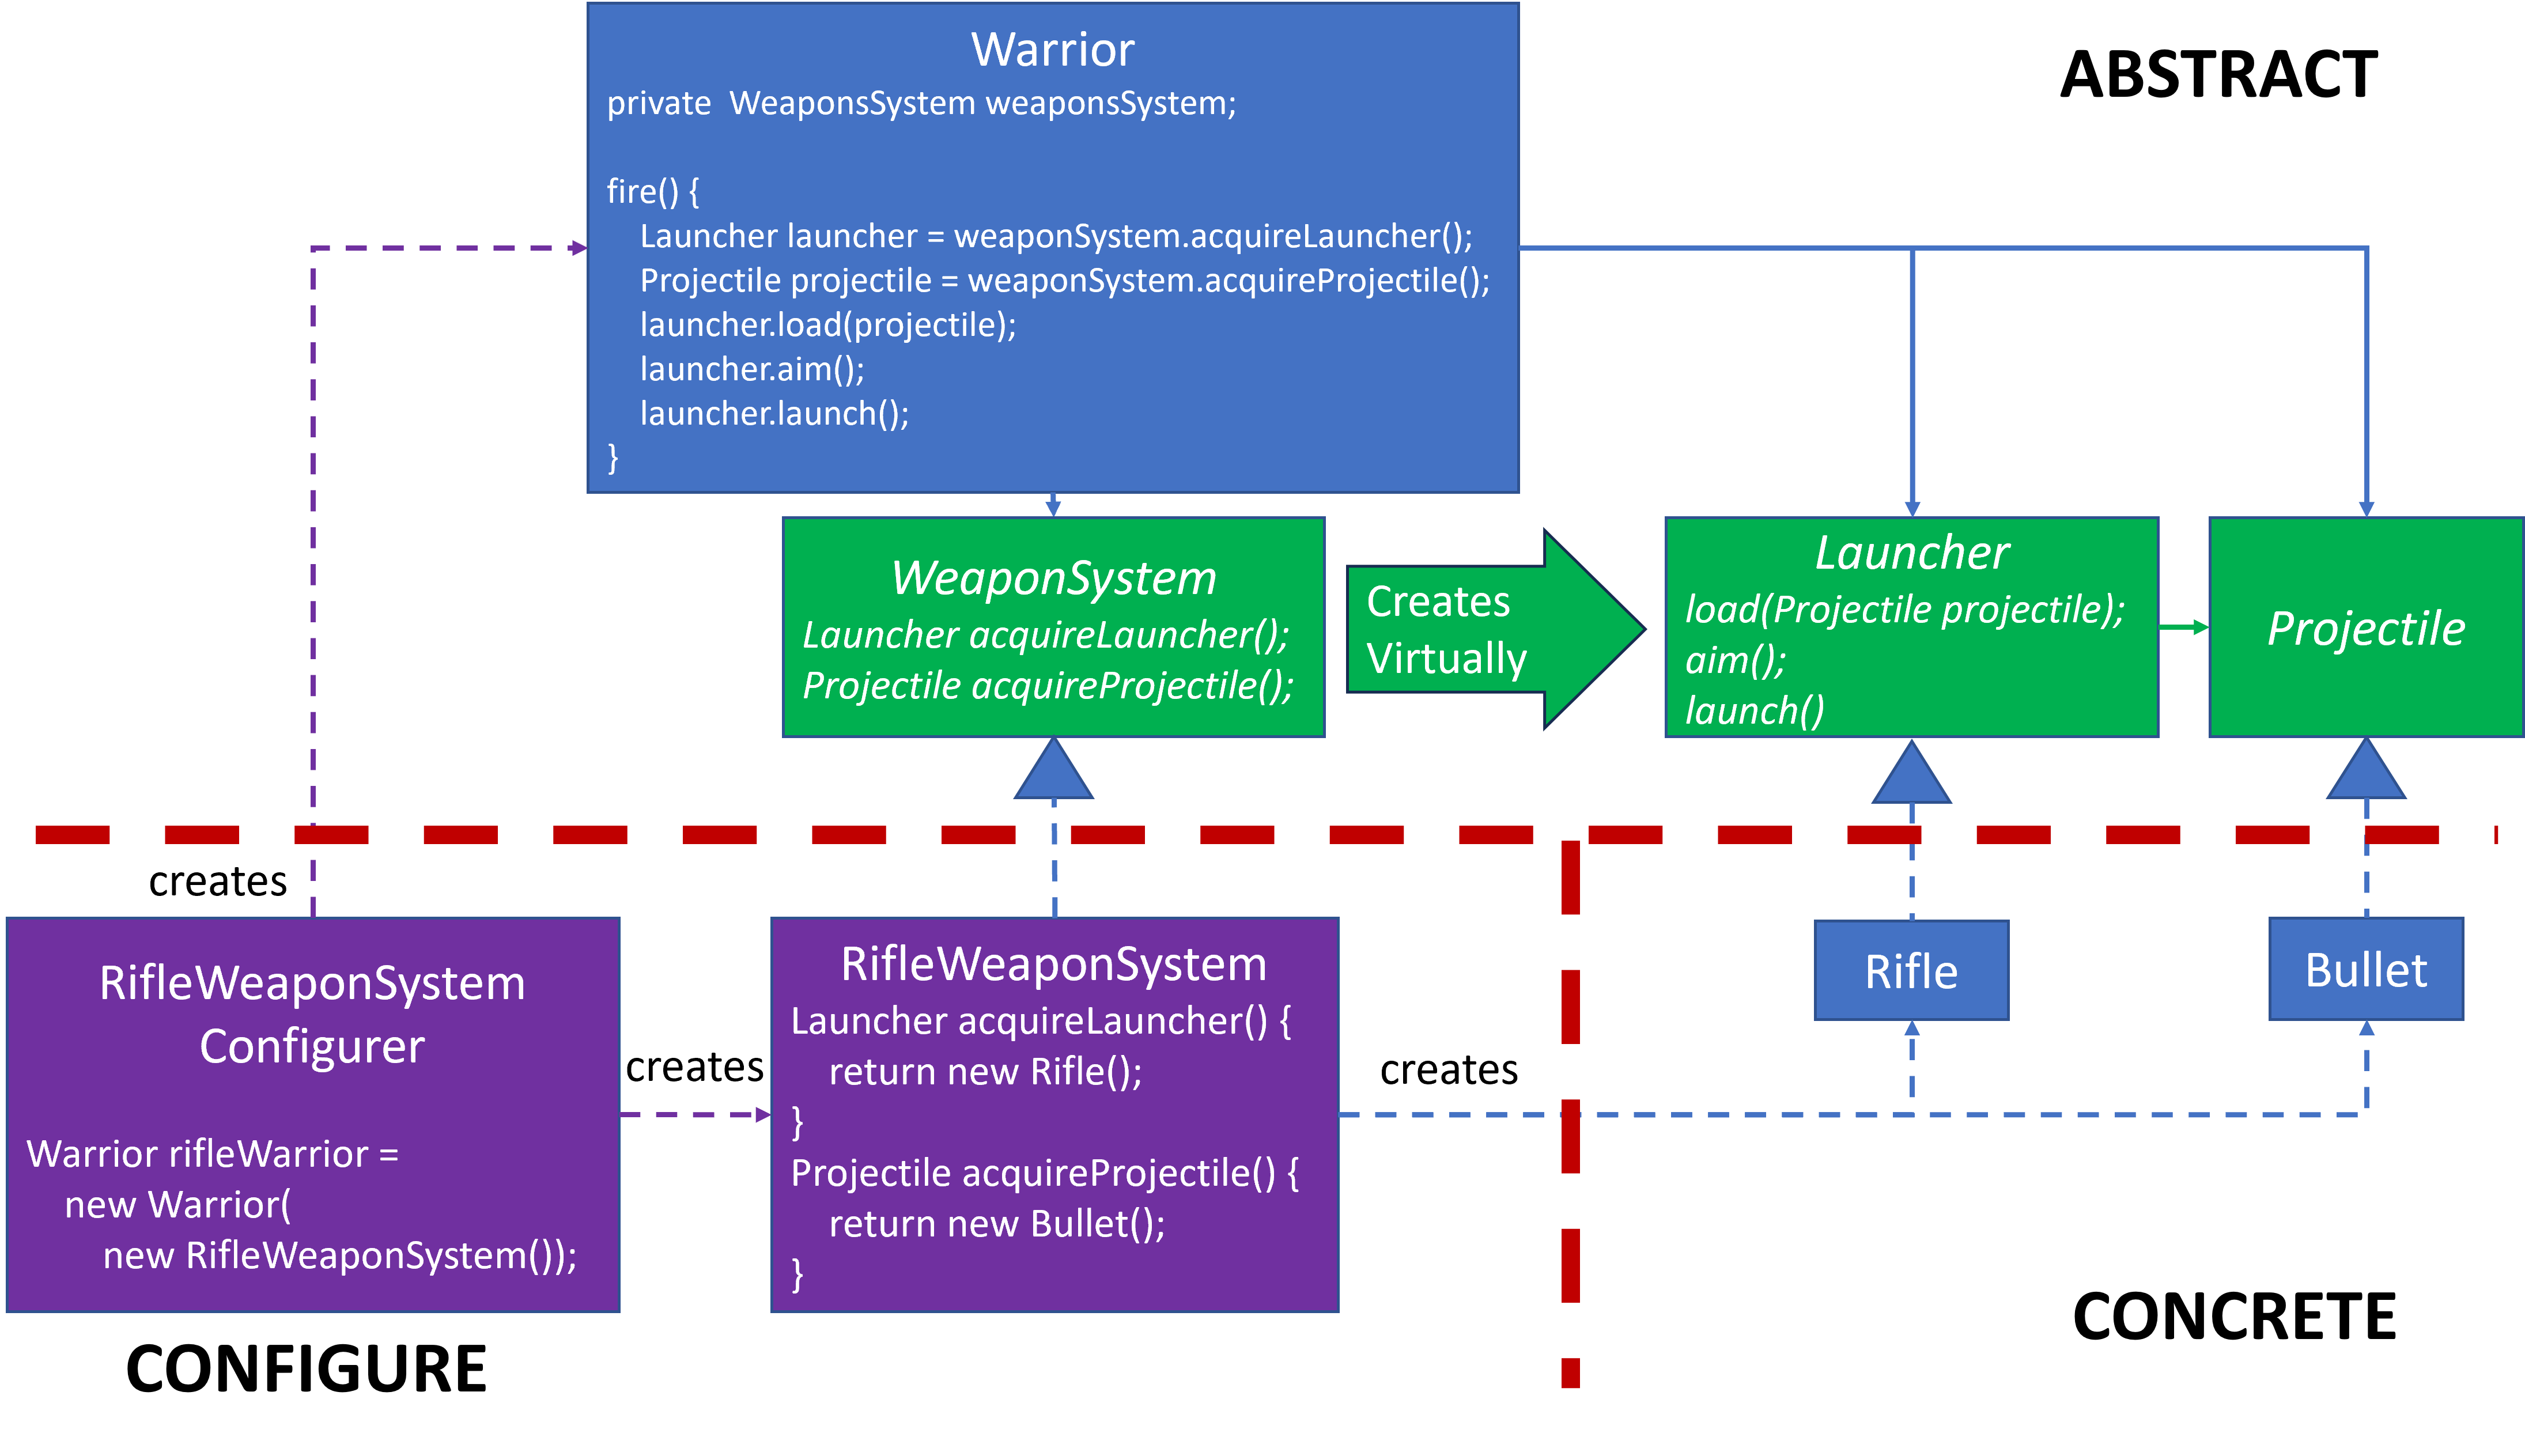 Warrior
private  WeaponsSystem weaponsSystem;
fire() {
Launcher launcher = weaponSystem.acquireLauncher();
Projectile projectile = weaponSystem.acquireProjectile();
launcher.load(projectile);
launcher.aim();
launcher.launch();
}
ABSTRACT
WeaponSystem
Launcher acquireLauncher();
Projectile acquireProjectile();
Creates
Virtually
Launcher
load(Projectile projectile);
aim();
launch()
Projectile
creates
RifleWeaponSystem
Configurer
Warrior rifleWarrior =
new Warrior(
new RifleWeaponSystem());
creates
RifleWeaponSystem
Launcher acquireLauncher() {
return new Rifle();
}
Projectile acquireProjectile() {
return new Bullet();
}
creates
Rifle
Bullet
CONFIGURE
CONCRETE